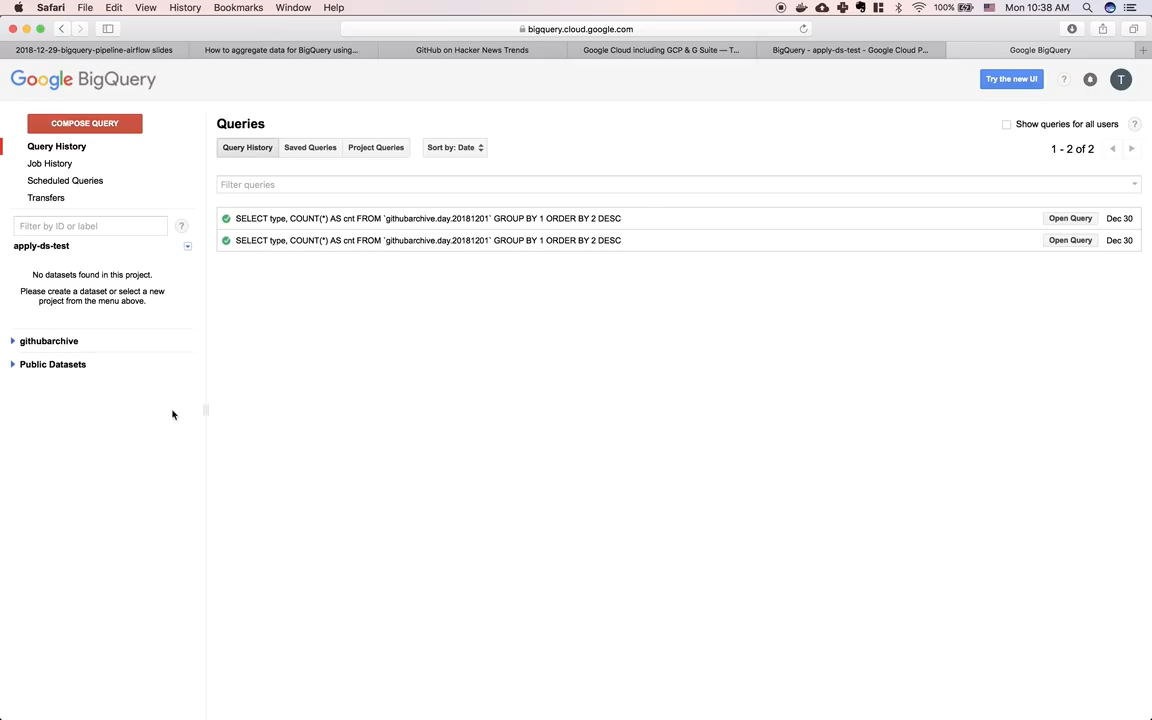 Safari File Edit View History Bookmarks Window Help 100% Mon 10:38 AM
bigquery.cloud.google.com
2018-12-29-bigquery-pipeline-airflow slides
How to aggregate data for BigQuery using...
GitHub on Hacker News Trends
Google Cloud including GCP & G Suite — T...
BigQuery - apply-ds-test - Google Cloud P...
Google BigQuery
Google BigQuery
Try the new UI
?
T
COMPOSE QUERY
Query History
Job History
Scheduled Queries
Transfers
Filter by ID or label
?
apply-ds-test
No datasets found in this project.
Please create a dataset or select a new
project from the menu above.
githubarchive
Public Datasets
Queries
Show queries for all users
?
Query History
Saved Queries
Project Queries
Sort by: Date
1 - 2 of 2
Filter queries
SELECT type, COUNT(*) AS cnt FROM `githubarchive.day.20181201` GROUP BY 1 ORDER BY 2 DESC Open Query Dec 30
SELECT type, COUNT(*) AS cnt FROM `githubarchive.day.20181201` GROUP BY 1 ORDER BY 2 DESC Open Query Dec 30